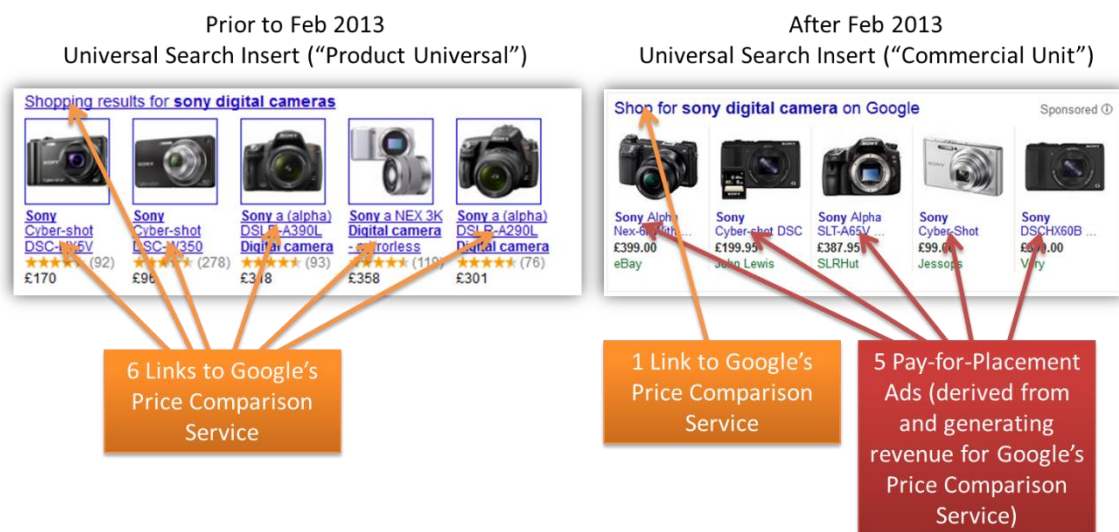 Prior to Feb 2013
Universal Search Insert (“Product Universal”)
Shopping results for sony digital cameras
Sony
Cyber-shot
Sony
Cyber-shot
Sony a (alpha)
DSLR-A390L
Digital camera
Sony a NEX 3K
Digital camera
Sony a (alpha)
DSLR-A290L
Digital camera
(92)
(278)
(93)
(76)
£170
£358
£301
6 Links to Google’s
Price Comparison
Service
After Feb 2013
Universal Search Insert (“Commercial Unit”)
Shop for sony digital camera on Google
Sponsored
Sony Alpha
£399.00
eBay
Sony
Cyber-shot DSC
£199.95
John Lewis
Sony Alpha
SLT-A65V ...
£387.95
SLRHut
Sony
Cyber-Shot
Jessops
Sony
DSCHX60B ...
Very
1 Link to Google’s
Price Comparison
Service
5 Pay-for-Placement
Ads (derived from
and generating
revenue for Google’s
Price Comparison
Service)